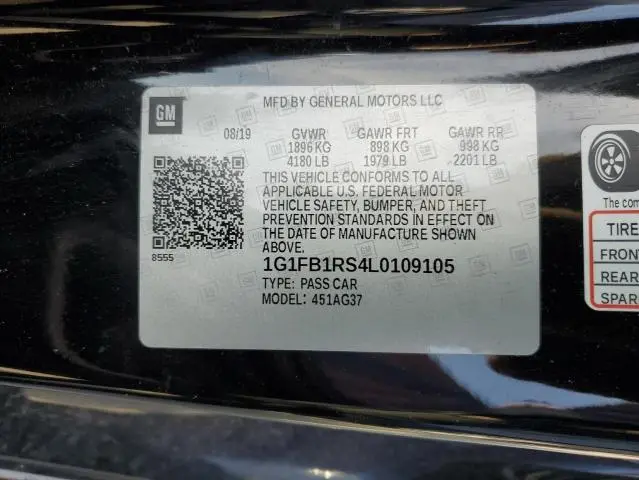 GM
MFD BY GENERAL MOTORS LLC
08/19 GVWR GAWR FRT GAWR RR
1896 KG 898 KG 998 KG
4180 LB 1979 LB 2201 LB
THIS VEHICLE CONFORMS TO ALL
APPLICABLE U.S. FEDERAL MOTOR
VEHICLE SAFETY, BUMPER, AND THEFT
PREVENTION STANDARDS IN EFFECT ON
THE DATE OF MANUFACTURE SHOWN
ABOVE.
8555
1G1FB1RS4L0109105
TYPE: PASS CAR
MODEL: 451AG37
The com
TIRE
FRON
REAR
SPAR